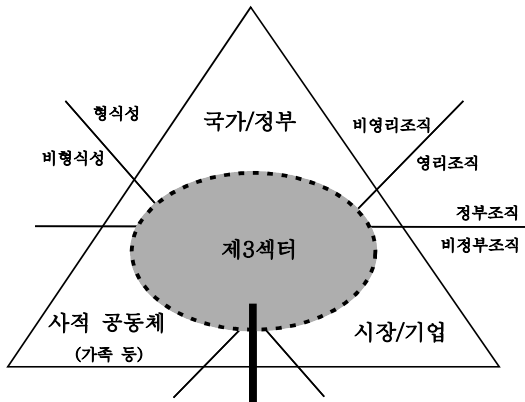 형식성
비형식성
국가/정부
비영리조직
영리조직
정부조직
비정부조직
제3섹터
사적 공동체
(가족 등)
시장/기업